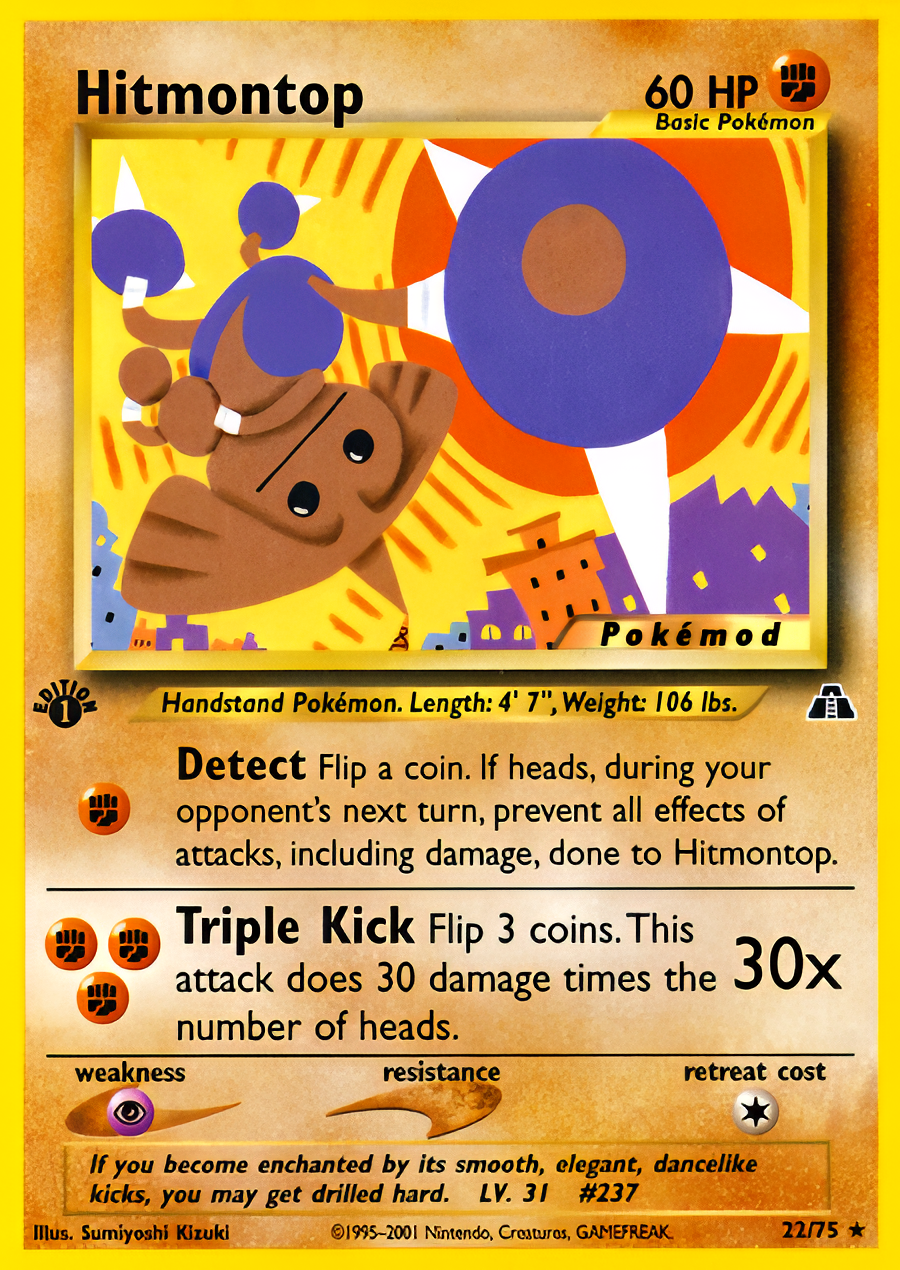 Hitmontop
60 HP
Basic Pokémon
Pokémod
EDITION
1
Handstand Pokémon. Length: 4' 7", Weight: 106 lbs.
Detect Flip a coin. If heads, during your
opponent's next turn, prevent all effects of
attacks, including damage, done to Hitmontop.
Triple Kick Flip 3 coins. This
attack does 30 damage times the
number of heads.
30x
weakness
resistance
retreat cost
If you become enchanted by its smooth, elegant, dancelike
kicks, you may get drilled hard. LV. 31 #237
Illus. Sumiyoshi Kizuki
©1995-2001 Nintendo, Creatures, GAMEFREAK.
22/75 ★